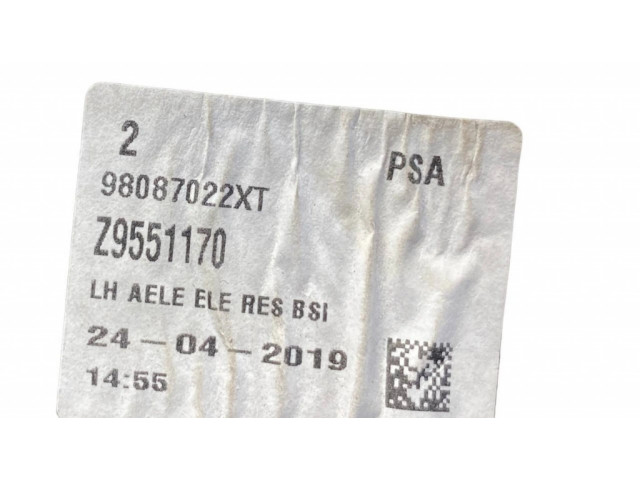 2
PSA
98087022XT
Z9551170
LH AELE ELE RES BSI
24-04-2019
14:55